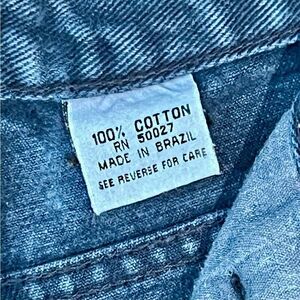 100% COTTON
RN 50027
MADE IN BRAZIL
SEE REVERSE FOR CARE